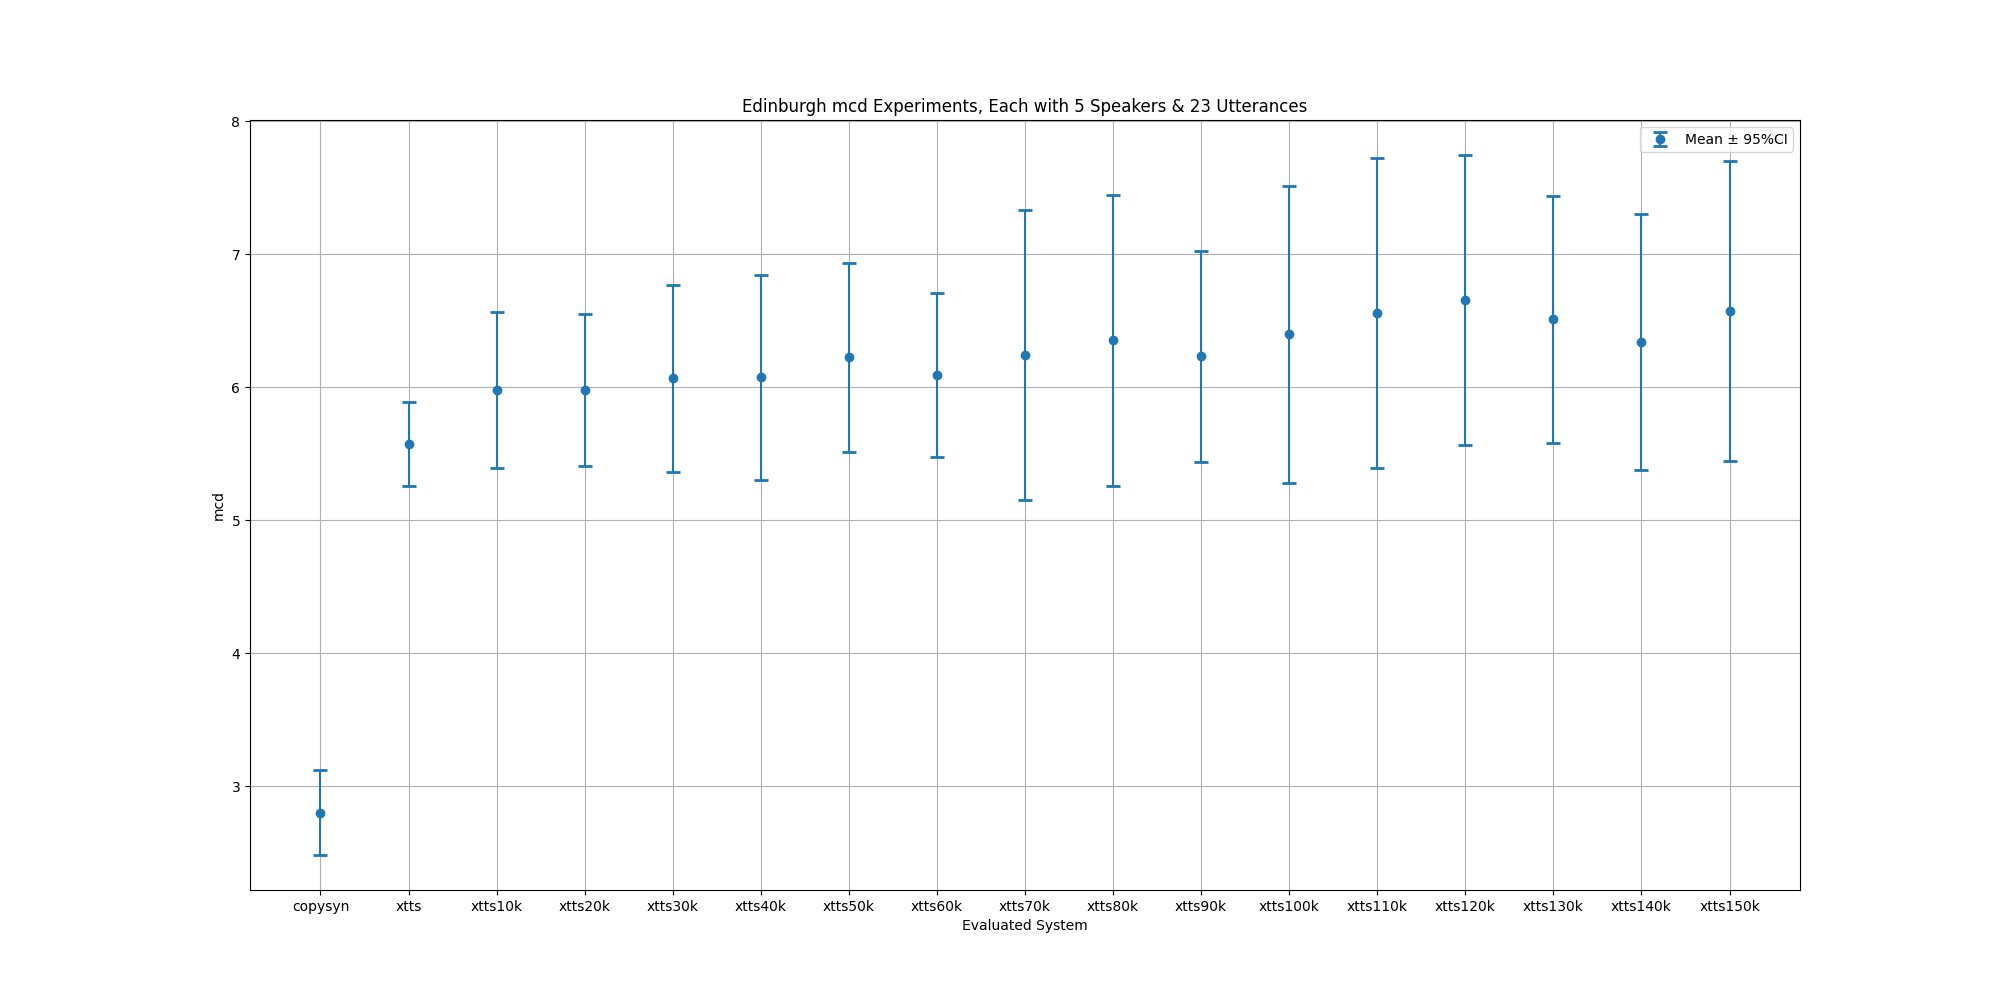 Edinburgh mcd Experiments, Each with 5 Speakers & 23 Utterances
Mean ± 95%CI
8
7
6
5
4
3
mcd
copysyn xtts xtts10k xtts20k xtts30k xtts40k xtts50k xtts60k xtts70k xtts80k xtts90k xtts100k xtts110k xtts120k xtts130k xtts140k xtts150k
Evaluated System